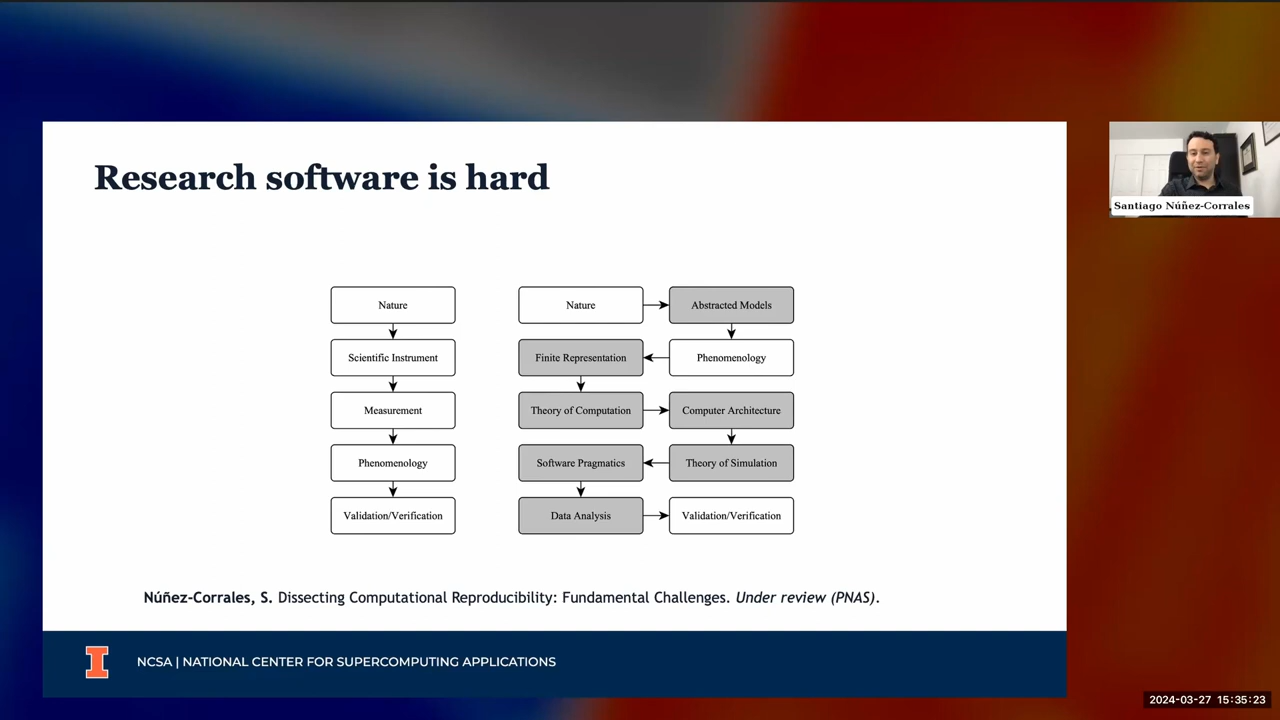 Research software is hard
Santiago Núñez-Corrales
Nature
Scientific Instrument
Measurement
Phenomenology
Validation/Verification
Nature
Abstracted Models
Finite Representation
Phenomenology
Theory of Computation
Computer Architecture
Software Pragmatics
Theory of Simulation
Data Analysis
Validation/Verification
Núñez-Corrales, S. Dissecting Computational Reproducibility: Fundamental Challenges. Under review (PNAS).
NCSA | NATIONAL CENTER FOR SUPERCOMPUTING APPLICATIONS
2024-03-27 15:35:23